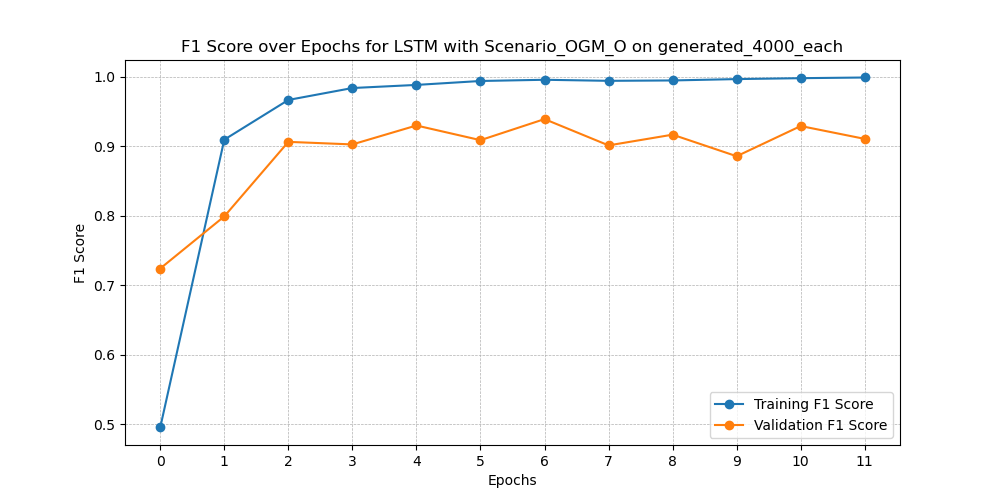 F1 Score over Epochs for LSTM with Scenario_OGM_O on generated_4000_each
F1 Score
1.0
0.9
0.8
0.7
0.6
0.5
0 1 2 3 4 5 6 7 8 9 10 11
Epochs
Training F1 Score
Validation F1 Score